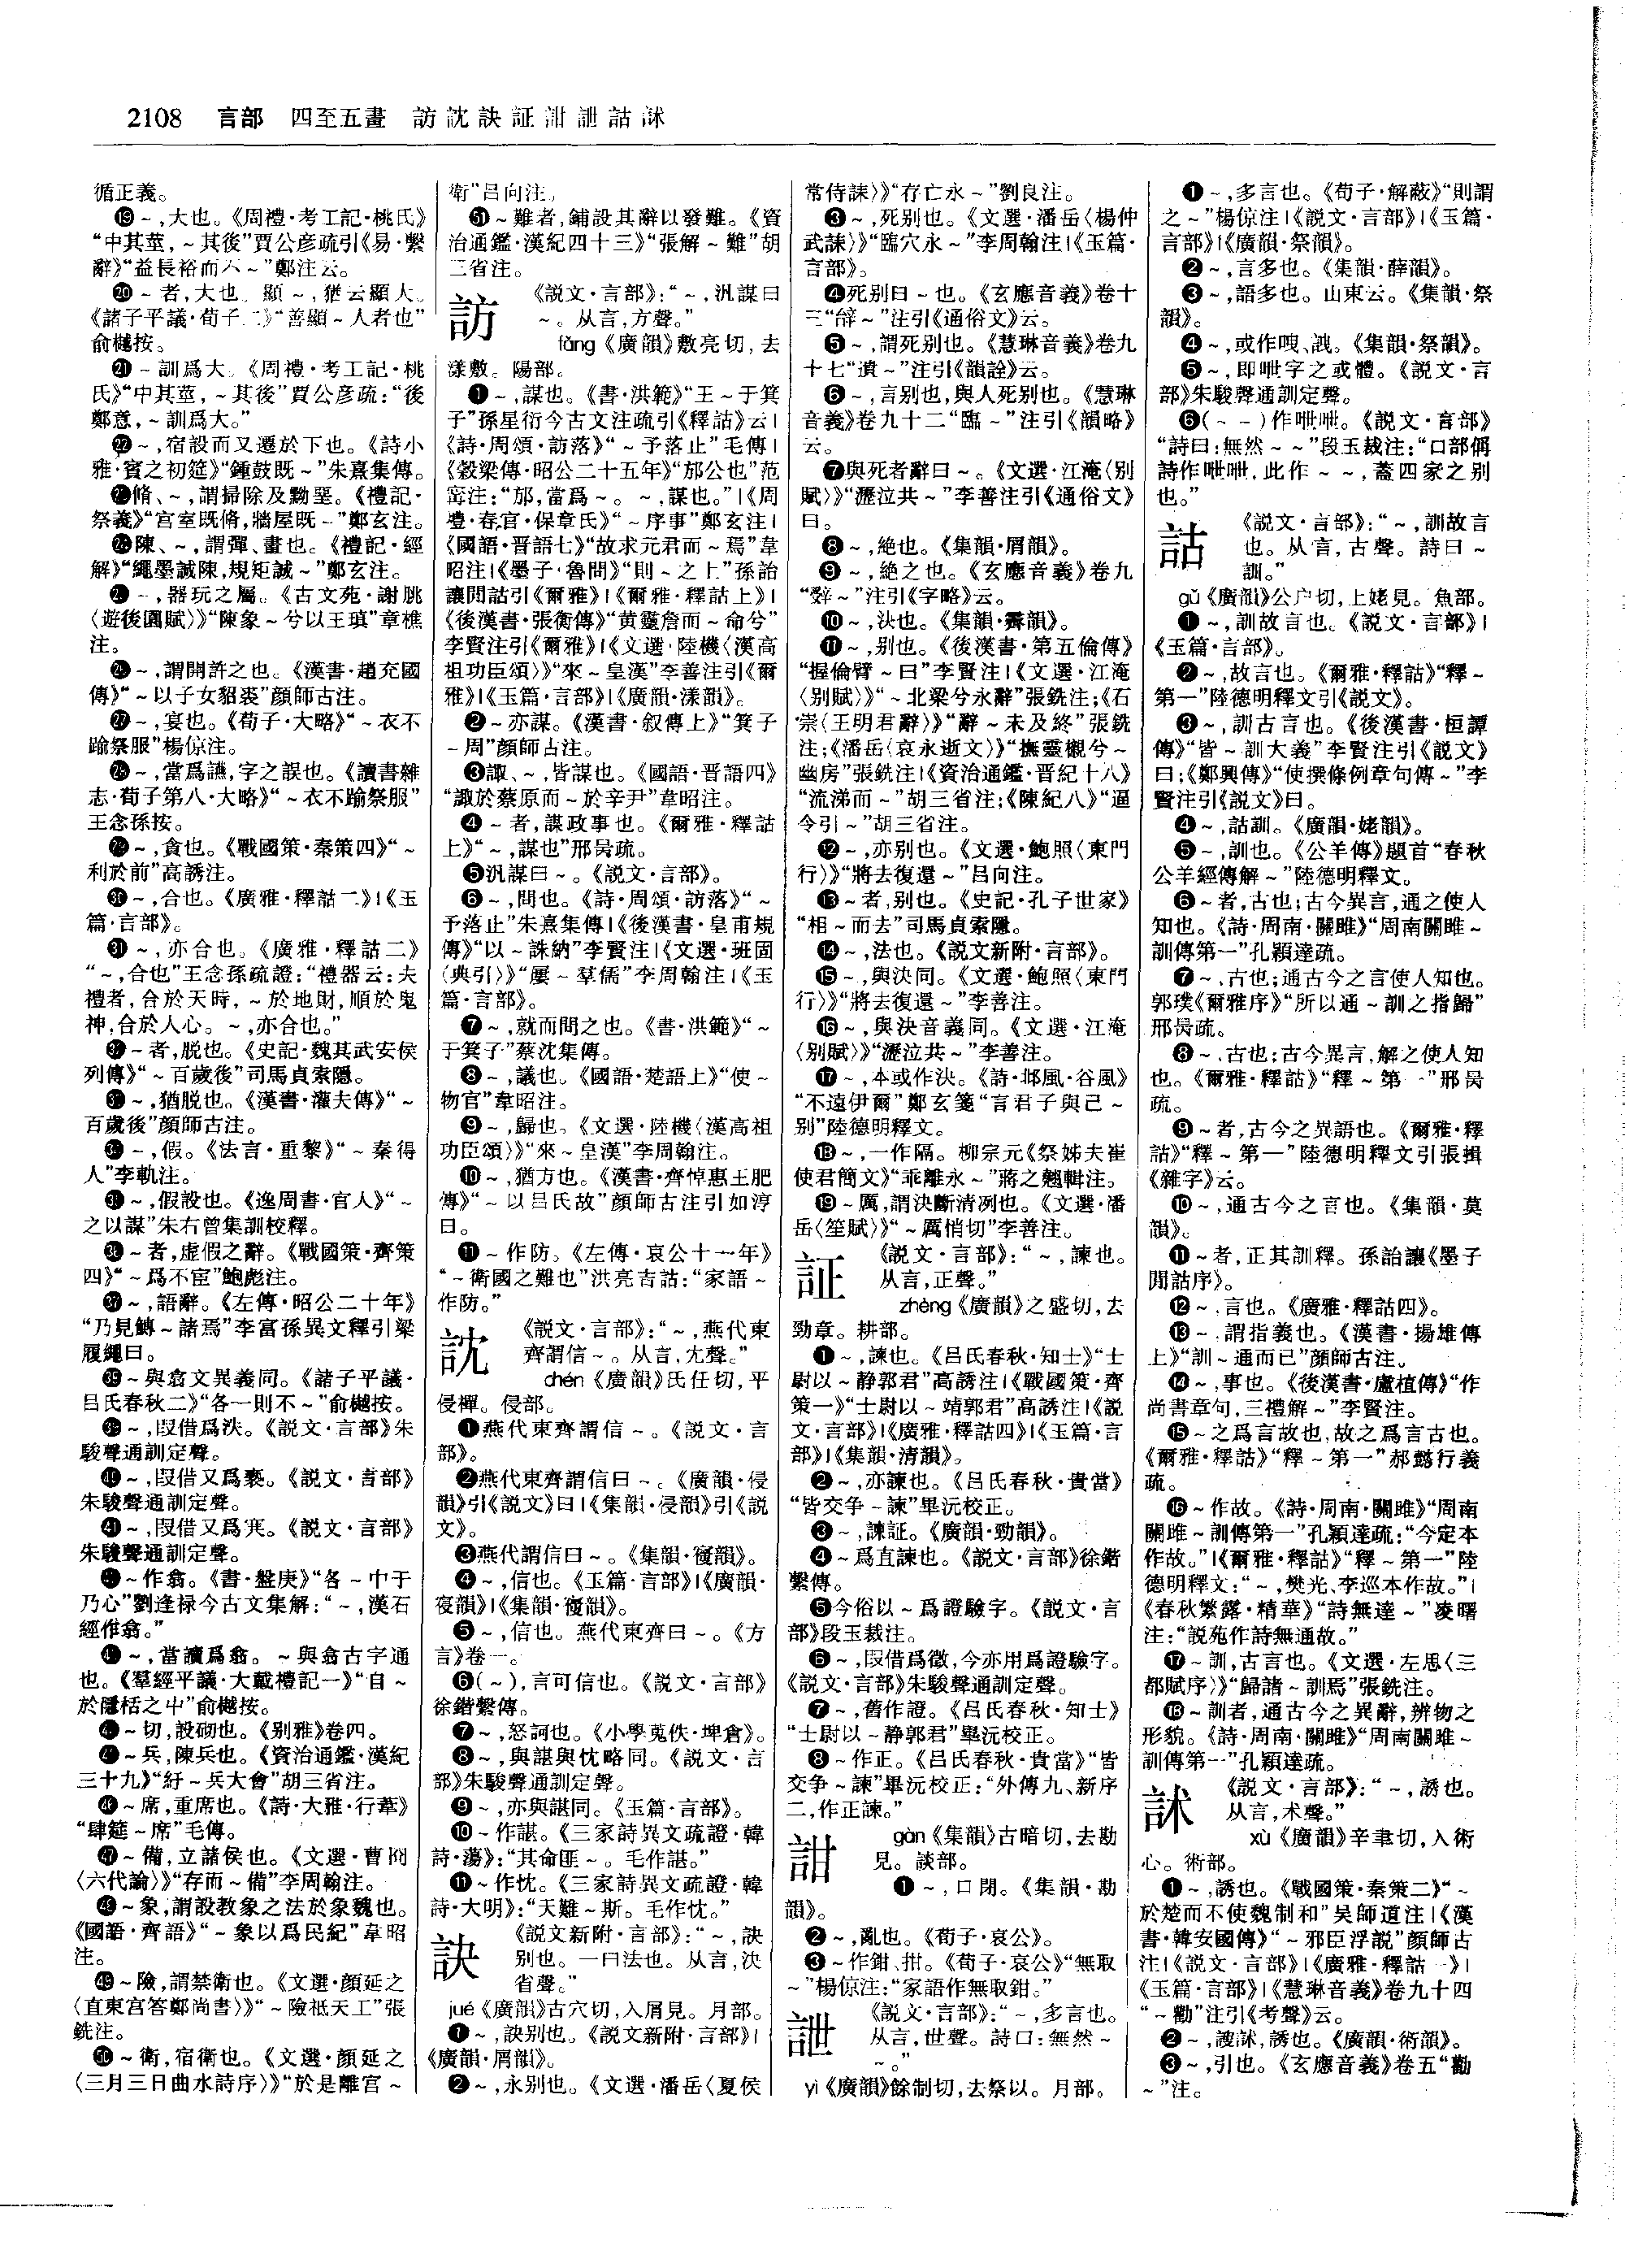 2108 言部 四至五畫 訪訦訣証詌詍詁訹
循正義。
⑲~,大也。《周禮·考工記·桃氏》
“中其莖,~其後”賈公彥疏引《易·繫
辭》“益長裕而不~”鄭注云。
⑳~者,大也。顯~,猶云顯大。
《諸子平議·荀子二》“善顯~人者也”
俞樾按。
㉑~訓爲大。《周禮·考工記·桃
氏》“中其莖,~其後”賈公彥疏:“後
鄭意,~訓爲大。”
㉒~,宿設而又遷於下也。《詩小
雅·賓之初筵》“鍾鼓既~”朱熹集傳。
㉓脩、~,謂掃除及黝堊。《禮記·
祭義》“宮室既脩,牆屋既~”鄭玄注。
㉔陳、~,謂彈、畫也。《禮記·經
解》“繩墨誠陳,規矩誠~”鄭玄注。
㉕~,器玩之屬。《古文苑·謝朓
〈遊後園賦〉》“陳象~兮以玉瑱”章樵
注。
㉖~,謂開許之也。《漢書·趙充國
傳》“~以子女貂裘”顏師古注。
㉗~,宴也。《荀子·大略》“~衣不
踰祭服”楊倞注。
㉘~,當爲讌,字之誤也。《讀書雜
志·荀子第八·大略》“~衣不踰祭服”
王念孫按。
㉙~,貪也。《戰國策·秦策四》“~
利於前”高誘注。
㉚~,合也。《廣雅·釋詁二》|《玉
篇·言部》。
㉛~,亦合也。《廣雅·釋詁二》
“~,合也”王念孫疏證:“禮器云:夫
禮者,合於天時,~於地財,順於鬼
神,合於人心。~,亦合也。”
㉜~者,脱也。《史記·魏其武安侯
列傳》“~百歲後”司馬貞索隱。
㉝~,猶脱也。《漢書·灌夫傳》“~
百歲後”顏師古注。
㉞~,假。《法言·重黎》“~秦得
人”李軌注。
㉟~,假設也。《逸周書·官人》“~
之以謀”朱右曾集訓校釋。
㊱~者,虛假之辭。《戰國策·齊策
四》“~爲不宦”鮑彪注。
㊲~,語辭。《左傳·昭公二十年》
“乃見鱄~諸焉”李富孫異文釋引梁
履繩曰。
㊳~與翕文異義同。《諸子平議·
呂氏春秋二》“各一則不~”俞樾按。
㊴~,叚借爲泆。《説文·言部》朱
駿聲通訓定聲。
㊵~,叚借又爲褻。《説文·言部》
朱駿聲通訓定聲。
㊶~,叚借又爲冥。《説文·言部》
朱駿聲通訓定聲。
㊷~作翕。《書·盤庚》“各~中于
乃心”劉逢禄今古文集解:“~,漢石
經作翕。”
㊸~,當讀爲翕。~與翕古字通
也。《羣經平議·大戴禮記一》“自~
於隱栝之中”俞樾按。
㊹~切,設砌也。《别雅》卷四。
㊺~兵,陳兵也。《資治通鑑·漢紀
三十九》“紆~兵大會”胡三省注。
㊻~席,重席也。《詩·大雅·行葦》
“肆筵~席”毛傳。
㊼~備,立諸侯也。《文選·曹冏
〈六代論〉》“存而~備”李周翰注。
㊽~象,謂設教象之法於象魏也。
《國語·齊語》“~象以爲民紀”韋昭
注。
㊾~險,謂禁衛也。《文選·顏延之
〈直東宮答鄭尚書〉》“~險祇天工”張
銑注。
㊿~衛,宿衛也。《文選·顏延之
〈三月三日曲水詩序〉》“於是離宮~
衛”呂向注。
51~難者,鋪設其辭以發難。《資
治通鑑·漢紀四十三》“張解~難”胡
三省注。
訪 《説文·言部》:“~,汎謀曰
~。从言,方聲。”
fǎng《廣韻》敷亮切,去
漾敷。陽部。
❶~,謀也。《書·洪範》“王~于箕
子”孫星衍今古文注疏引《釋詁》云|
《詩·周頌·訪落》“~予落止”毛傳|
《穀梁傳·昭公二十五年》“邡公也”范
甯注:“邡,當爲~。~,謀也。”|《周
禮·春官·保章氏》“~序事”鄭玄注|
《國語·晋語七》“故求元君而~焉”韋
昭注|《墨子·魯問》“則~之上”孫詒
讓閒詁引《爾雅》|《爾雅·釋詁上》|
《後漢書·張衡傳》“黄靈詹而~命兮”
李賢注引《爾雅》|《文選·陸機〈漢高
祖功臣頌〉》“來~皇漢”李善注引《爾
雅》|《玉篇·言部》|《廣韻·漾韻》。
❷~亦謀。《漢書·叙傳上》“箕子
~周”顏師古注。
❸諏、~,皆謀也。《國語·晋語四》
“諏於蔡原而~於辛尹”韋昭注。
❹~者,謀政事也。《爾雅·釋詁
上》“~,謀也”邢昺疏。
❺汎謀曰~。《説文·言部》。
❻~,問也。《詩·周頌·訪落》“~
予落止”朱熹集傳|《後漢書·皇甫規
傳》“以~誅納”李賢注|《文選·班固
〈典引〉》“屢~羣儒”李周翰注|《玉
篇·言部》。
❼~,就而問之也。《書·洪範》“~
于箕子”蔡沈集傳。
❽~,議也。《國語·楚語上》“使~
物官”韋昭注。
❾~,歸也。《文選·陸機〈漢高祖
功臣頌〉》“來~皇漢”李周翰注。
❿~,猶方也。《漢書·齊悼惠王肥
傳》“~以呂氏故”顏師古注引如淳
曰。
⓫~作防。《左傳·哀公十一年》
“~衛國之難也”洪亮吉詁:“家語~
作防。”
訦 《説文·言部》:“~,燕代東
齊謂信~。从言,冘聲。”
chén《廣韻》氏任切,平
侵禪。侵部。
❶燕代東齊謂信~。《説文·言
部》。
❷燕代東齊謂信曰~。《廣韻·侵
韻》引《説文》曰|《集韻·侵韻》引《説
文》。
❸燕代謂信曰~。《集韻·寑韻》。
❹~,信也。《玉篇·言部》|《廣韻·
寑韻》|《集韻·寑韻》。
❺~,信也。燕代東齊曰~。《方
言》卷一。
❻(~),言可信也。《説文·言部》
徐鍇繫傳。
❼~,怒訶也。《小學蒐佚·埤倉》。
❽~,與諶與忱略同。《説文·言
部》朱駿聲通訓定聲。
❾~,亦與諶同。《玉篇·言部》。
❿~作諶。《三家詩異文疏證·韓
詩·蕩》:“其命匪~。毛作諶。”
⓫~作忱。《三家詩異文疏證·韓
詩·大明》:“天難~斯。毛作忱。”
訣 《説文新附·言部》:“~,訣
别也。一曰法也。从言,決
省聲。”
jué《廣韻》古穴切,入屑見。月部。
❶~,訣别也。《説文新附·言部》|
《廣韻·屑韻》。
❷~,永别也。《文選·潘岳〈夏侯
常侍誄〉》“存亡永~”劉良注。
❸~,死别也。《文選·潘岳〈楊仲
武誄〉》“臨穴永~”李周翰注|《玉篇·
言部》。
❹死别曰~也。《玄應音義》卷十
三“辭~”注引《通俗文》云。
❺~,謂死别也。《慧琳音義》卷九
十七“遺~”注引《韻詮》云。
❻~,言别也,與人死别也。《慧琳
音義》卷九十二“臨~”注引《韻略》
云。
❼與死者辭曰~。《文選·江淹〈别
賦〉》“瀝泣共~”李善注引《通俗文》
曰。
❽~,絶也。《集韻·屑韻》。
❾~,絶之也。《玄應音義》卷九
“辤~”注引《字略》云。
❿~,決也。《集韻·霽韻》。
⓫~,别也。《後漢書·第五倫傳》
“握倫臂~曰”李賢注|《文選·江淹
〈别賦〉》“~北梁兮永辭”張銑注;《石
崇〈王明君辭〉》“辭~未及終”張銑
注;《潘岳〈哀永逝文〉》“撫靈櫬兮~
幽房”張銑注|《資治通鑑·晋紀十八》
“流涕而~”胡三省注;《陳紀八》“逼
令引~”胡三省注。
⓬~,亦别也。《文選·鮑照〈東門
行〉》“將去復還~”呂向注。
⓭~者,别也。《史記·孔子世家》
“相~而去”司馬貞索隱。
⓮~,法也。《説文新附·言部》。
⓯~,與決同。《文選·鮑照〈東門
行〉》“將去復還~”李善注。
⓰~,與決音義同。《文選·江淹
〈别賦〉》“瀝泣共~”李善注。
⓱~,本或作決。《詩·邶風·谷風》
“不遠伊爾”鄭玄箋“言君子與己~
别”陸德明釋文。
⓲~,一作隔。柳宗元《祭姊夫崔
使君簡文》“乖離永~”蔣之翹輯注。
⓳~厲,謂決斷清冽也。《文選·潘
岳〈笙賦〉》“~厲悄切”李善注。
証 《説文·言部》:“~,諫也。
从言,正聲。”
zhèng《廣韻》之盛切,去
勁章。耕部。
❶~,諫也。《呂氏春秋·知士》“士
尉以~静郭君”高誘注|《戰國策·齊
策一》“士尉以~靖郭君”高誘注|《説
文·言部》|《廣雅·釋詁四》|《玉篇·言
部》|《集韻·清韻》。
❷~,亦諫也。《呂氏春秋·貴當》
“皆交争~諫”畢沅校正。
❸~,諫証。《廣韻·勁韻》。
❹~爲直諫也。《説文·言部》徐鍇
繫傳。
❺今俗以~爲證驗字。《説文·言
部》段玉裁注。
❻~,叚借爲徵,今亦用爲證驗字。
《説文·言部》朱駿聲通訓定聲。
❼~,舊作證。《呂氏春秋·知士》
“士尉以~静郭君”畢沅校正。
❽~作正。《呂氏春秋·貴當》“皆
交争~諫”畢沅校正:“外傳九、新序
二,作正諫。”
詌 gàn《集韻》古暗切,去勘
見。談部。
❶~,口閉。《集韻·勘
韻》。
❷~,亂也。《荀子·哀公》。
❸~作鉗、拑。《荀子·哀公》“無取
~”楊倞注:“家語作無取鉗。”
詍 《説文·言部》:“~,多言也。
从言,世聲。詩曰:無然~
~。”
yì《廣韻》餘制切,去祭以。月部。
❶~,多言也。《荀子·解蔽》“則謂
之~”楊倞注|《説文·言部》|《玉篇·
言部》|《廣韻·祭韻》。
❷~,言多也。《集韻·薛韻》。
❸~,語多也。山東云。《集韻·祭
韻》。
❹~,或作呭、詍。《集韻·祭韻》。
❺~,即呭字之或體。《説文·言
部》朱駿聲通訓定聲。
❻(~~)作呭呭。《説文·言部》
“詩曰:無然~~”段玉裁注:“口部偁
詩作呭呭,此作~~,蓋四家之别
也。”
詁 《説文·言部》:“~,訓故言
也。从言,古聲。詩曰~
訓。”
gǔ《廣韻》公户切,上姥見。魚部。
❶~,訓故言也。《説文·言部》|
《玉篇·言部》。
❷~,故言也。《爾雅·釋詁》“釋~
第一”陸德明釋文引《説文》。
❸~,訓古言也。《後漢書·桓譚
傳》“皆~訓大義”李賢注引《説文》
曰;《鄭興傳》“使撰條例章句傳~”李
賢注引《説文》曰。
❹~,詁訓。《廣韻·姥韻》。
❺~,訓也。《公羊傳》題首“春秋
公羊經傳解~”陸德明釋文。
❻~者,古也;古今異言,通之使人
知也。《詩·周南·關雎》“周南關雎~
訓傳第一”孔穎達疏。
❼~,古也;通古今之言使人知也。
郭璞《爾雅序》“所以通~訓之指歸”
邢昺疏。
❽~,古也;古今異言,解之使人知
也。《爾雅·釋詁》“釋~第一”邢昺
疏。
❾~者,古今之異語也。《爾雅·釋
詁》“釋~第一”陸德明釋文引張揖
《雜字》云。
❿~,通古今之言也。《集韻·莫
韻》。
⓫~者,正其訓釋。孫詒讓《墨子
閒詁序》。
⓬~,言也。《廣雅·釋詁四》。
⓭~,謂指義也。《漢書·揚雄傳
上》“訓~通而已”顏師古注。
⓮~,事也。《後漢書·盧植傳》“作
尚書章句,三禮解~”李賢注。
⓯~之爲言故也,故之爲言古也。
《爾雅·釋詁》“釋~第一”郝懿行義
疏。
⓰~作故。《詩·周南·關雎》“周南
關雎~訓傳第一”孔穎達疏:“今定本
作故。”|《爾雅·釋詁》“釋~第一”陸
德明釋文:“~,樊光、李巡本作故。”|
《春秋繁露·精華》“詩無達~”凌曙
注:“説苑作詩無通故。”
⓱~訓,古言也。《文選·左思〈三
都賦序〉》“歸諸~訓焉”張銑注。
⓲~訓者,通古今之異辭,辨物之
形貌。《詩·周南·關雎》“周南關雎~
訓傳第一”孔穎達疏。
訹 《説文·言部》:“~,誘也。
从言,术聲。”
xù《廣韻》辛聿切,入術
心。術部。
❶~,誘也。《戰國策·秦策二》“~
於楚而不使魏制和”吴師道注|《漢
書·韓安國傳》“~邪臣浮説”顏師古
注|《説文·言部》|《廣雅·釋詁一》|
《玉篇·言部》|《慧琳音義》卷九十四
“~勸”注引《考聲》云。
❷~,謏訹,誘也。《廣韻·術韻》。
❸~,引也。《玄應音義》卷五“勸
~”注。